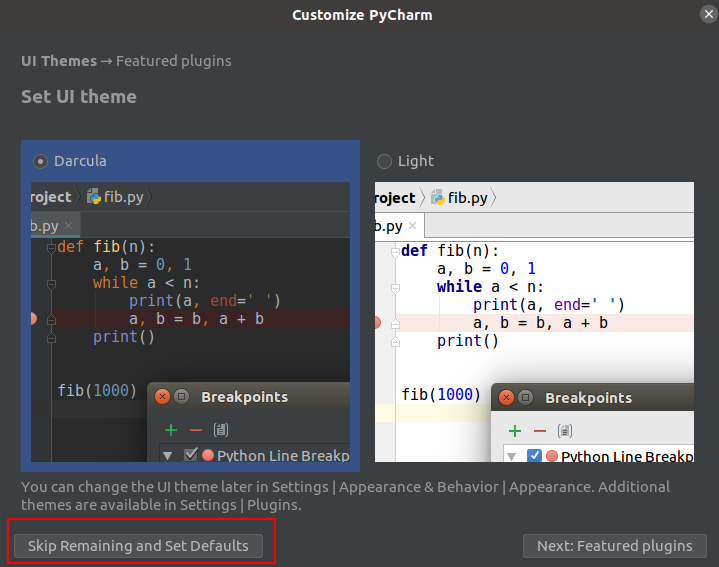 Customize PyCharm
UI Themes → Featured plugins
Set UI theme
Darcula
roject
fib.py
b.py
def fib(n):
a, b = 0, 1
while a < n:
print(a, end=' ')
a, b = b, a + b
print()
fib(1000)
Breakpoints
Python Line Breakp
Light
roject
fib.py
b.py
def fib(n):
a, b = 0, 1
while a < n:
print(a, end=' ')
a, b = b, a + b
print()
fib(1000)
Breakpoints
Python Line Breakp
You can change the UI theme later in Settings | Appearance & Behavior | Appearance. Additional
themes are available in Settings | Plugins.
Skip Remaining and Set Defaults
Next: Featured plugins